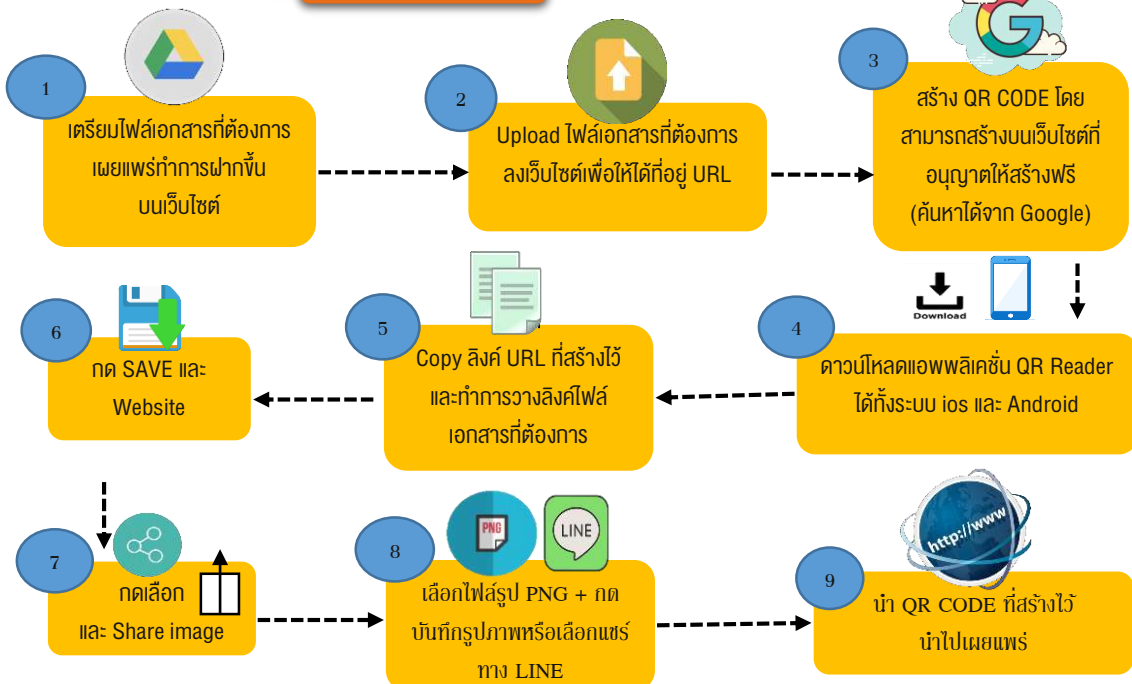 1
เตรียมไฟล์เอกสารที่ต้องการ
เผยแพร่ทำการฝากขึ้น
บนเว็บไซต์
2
Upload ไฟล์เอกสารที่ต้องการ
ลงเว็บไซต์เพื่อให้ได้ที่อยู่ URL
3
สร้าง QR CODE โดย
สามารถสร้างบนเว็บไซต์ที่
อนุญาตให้สร้างฟรี
(ค้นหาได้จาก Google)
Download
4
ดาวน์โหลดแอพพลิเคชั่น QR Reader
ได้ทั้งระบบ ios และ Android
5
Copy ลิงค์ URL ที่สร้างไว้
และทำการวางลิงค์ไฟล์
เอกสารที่ต้องการ
6
กด SAVE และ
Website
7
กดเลือก
และ Share image
PNG
LINE
8
เลือกไฟล์รูป PNG + กด
บันทึกรูปภาพหรือเลือกแชร์
ทาง LINE
http://www
9
นำ QR CODE ที่สร้างไว้
นำไปเผยแพร่